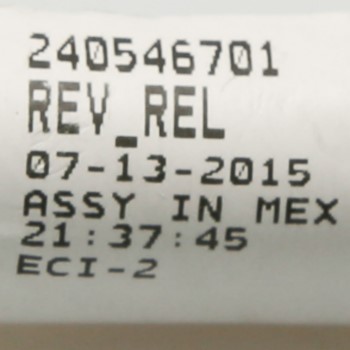 240546701
REV_REL
07-13-2015
ASSY IN MEX
21:37:45
ECI-2